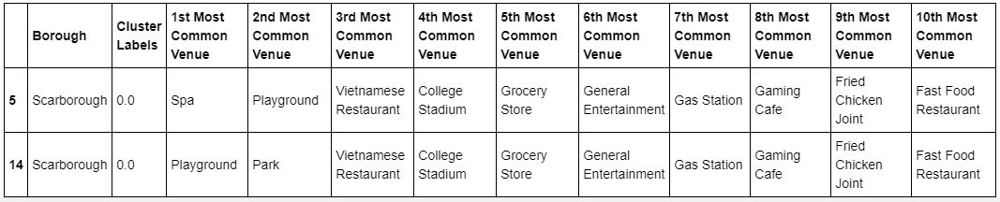 Borough Cluster Labels 1st Most Common Venue 2nd Most Common Venue 3rd Most Common Venue 4th Most Common Venue 5th Most Common Venue 6th Most Common Venue 7th Most Common Venue 8th Most Common Venue 9th Most Common Venue 10th Most Common Venue
5 Scarborough 0.0 Spa Playground Vietnamese Restaurant College Stadium Grocery Store General Entertainment Gas Station Gaming Cafe Fried Chicken Joint Fast Food Restaurant
14 Scarborough 0.0 Playground Park Vietnamese Restaurant College Stadium Grocery Store General Entertainment Gas Station Gaming Cafe Fried Chicken Joint Fast Food Restaurant